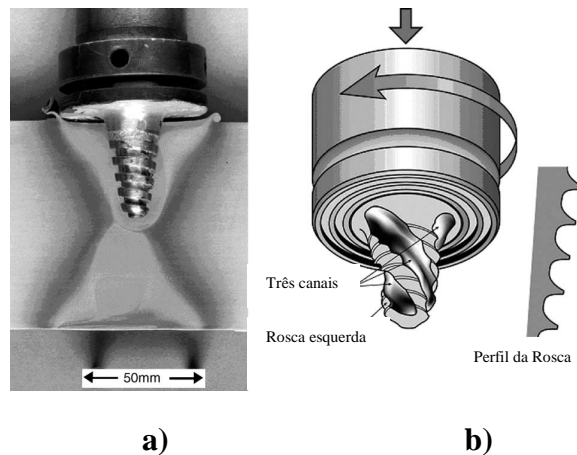 Três canais
Rosca esquerda
Perfil da Rosca
50mm
a)
b)